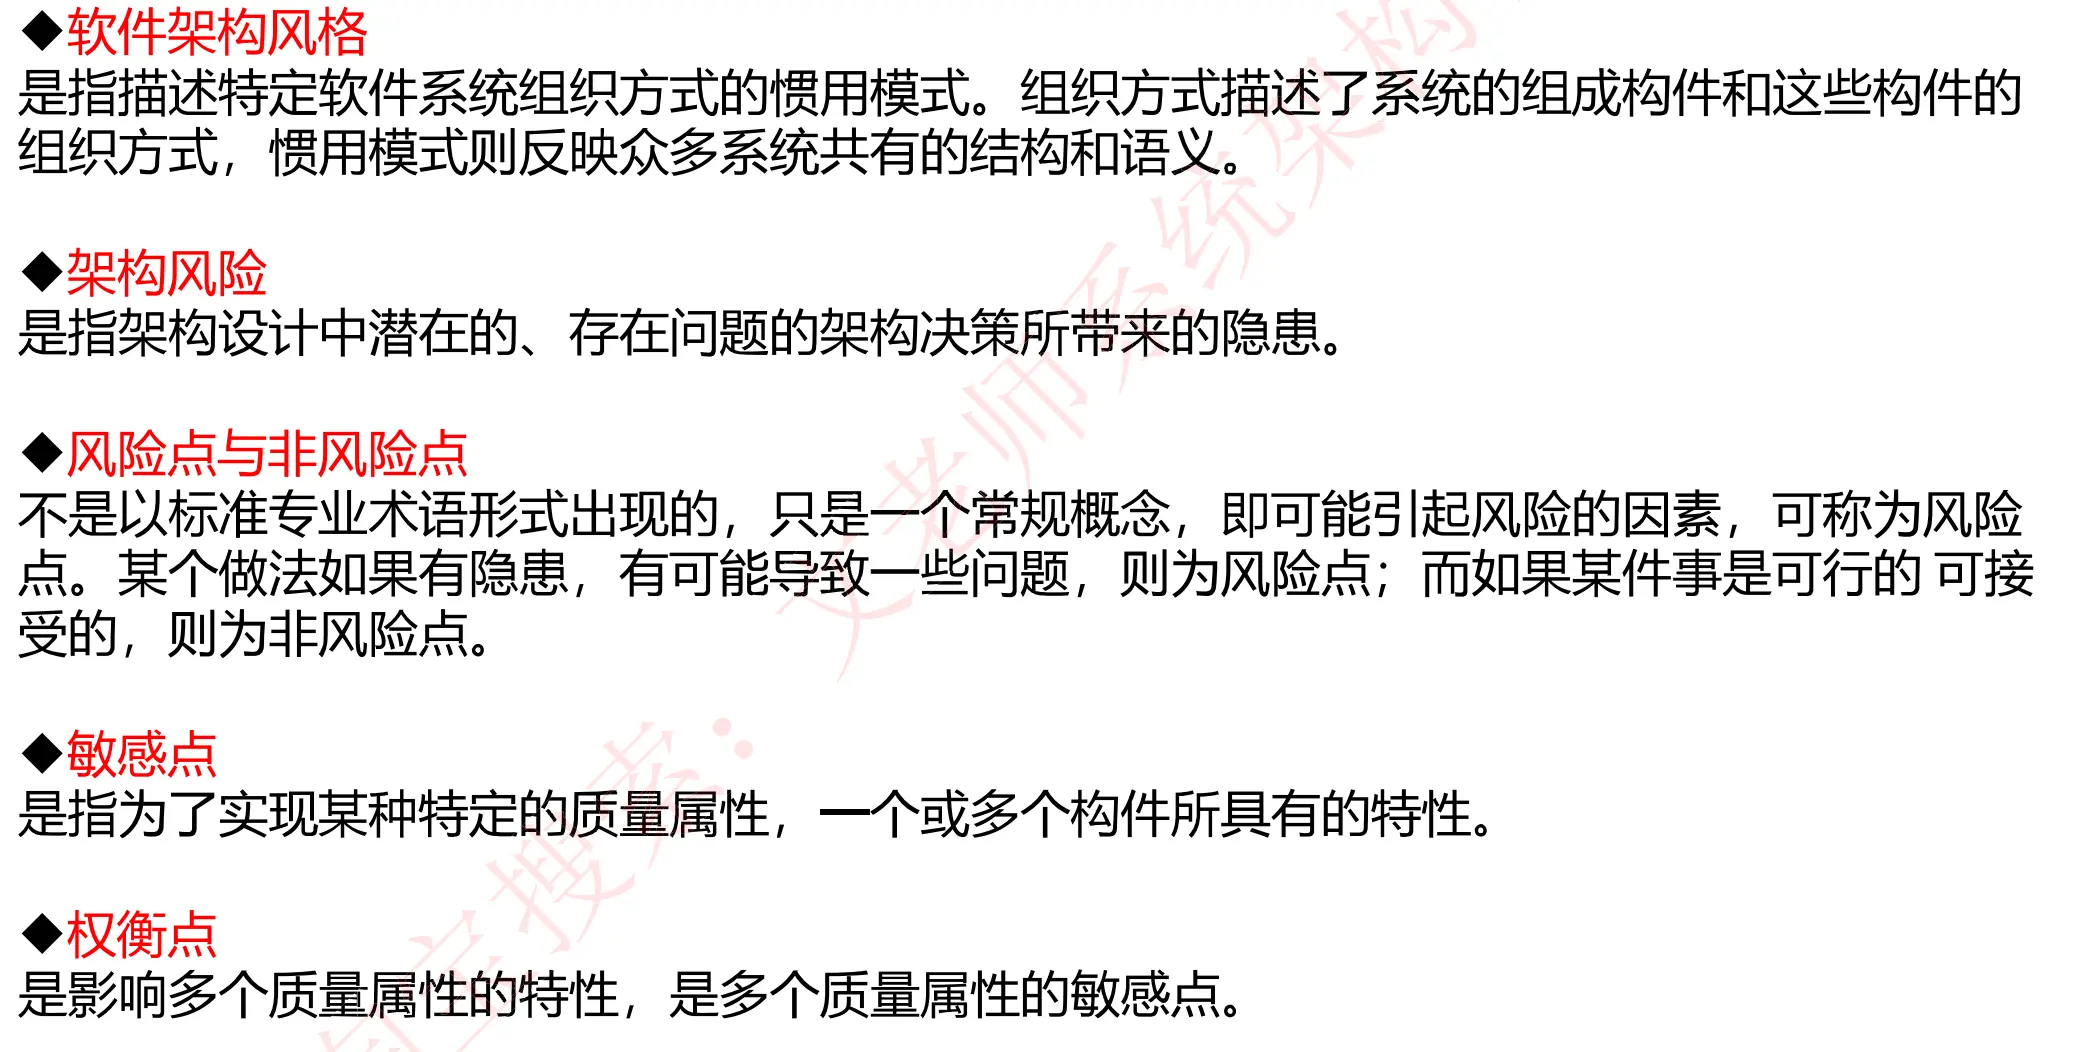 ◆软件架构风格
是指描述特定软件系统组织方式的惯用模式。组织方式描述了系统的组成构件和这些构件的
组织方式，惯用模式则反映众多系统共有的结构和语义。
◆架构风险
是指架构设计中潜在的、存在问题的架构决策所带来的隐患。
◆风险点与非风险点
不是以标准专业术语形式出现的，只是一个常规概念，即可能引起风险的因素，可称为风险
点。某个做法如果有隐患，有可能导致一些问题，则为风险点；而如果某件事是可行的 可接
受的，则为非风险点。
◆敏感点
是指为了实现某种特定的质量属性，一个或多个构件所具有的特性。
◆权衡点
是影响多个质量属性的特性，是多个质量属性的敏感点。
淘宝搜索：文老师系统架构